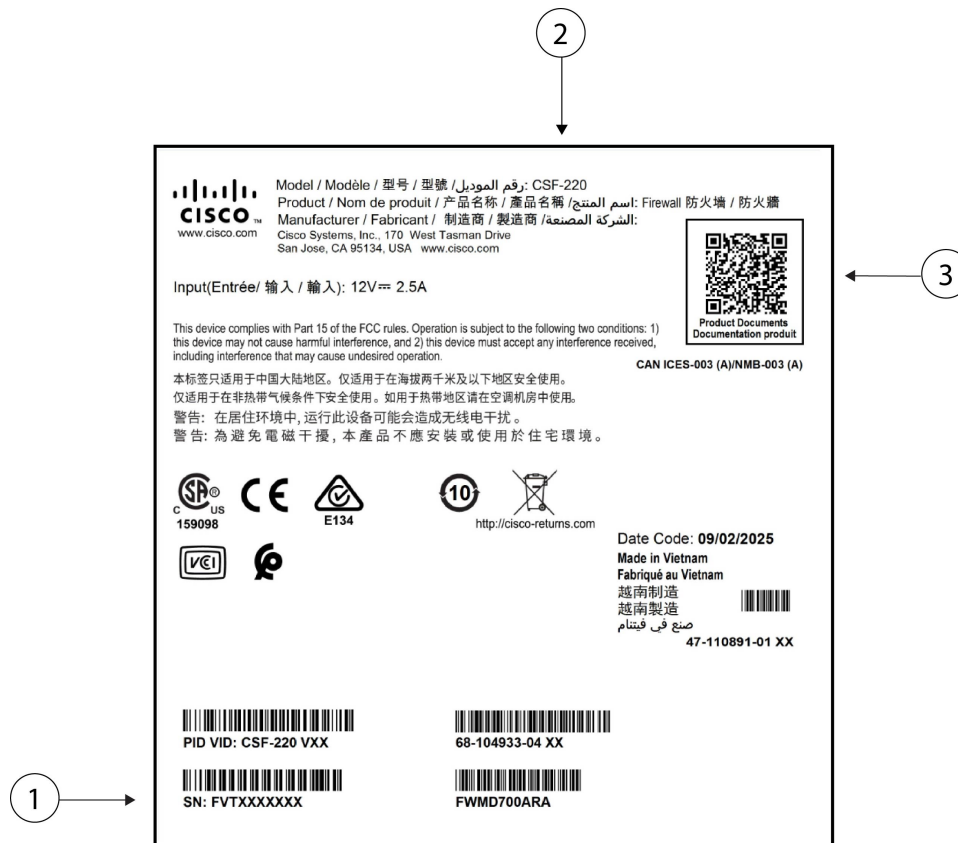 2
CISCO TM
www.cisco.com
Model / Modèle / 型号 / 型號 /رقم الموديل: CSF-220
Product / Nom de produit / 产品名称 / 產品名稱 /اسم المنتج: Firewall 防火墙 / 防火牆
Manufacturer / Fabricant / 制造商 / 製造商 /الشركة المصنعة:
Cisco Systems, Inc., 170 West Tasman Drive
San Jose, CA 95134, USA www.cisco.com
3
Input(Entrée/ 输入 / 輸入): 12V⎓ 2.5A
Product Documents
Documentation produit
This device complies with Part 15 of the FCC rules. Operation is subject to the following two conditions: 1)
this device may not cause harmful interference, and 2) this device must accept any interference received,
including interference that may cause undesired operation.
CAN ICES-003 (A)/NMB-003 (A)
本标签只适用于中国大陆地区。仅适用于在海拔两千米及以下地区安全使用。
仅适用于在非热带气候条件下安全使用。如用于热带地区请在空调机房中使用。
警告: 在居住环境中, 运行此设备可能会造成无线电干扰。
警告: 為避免電磁干擾, 本產品不應安裝或使用於住宅環境。
SA ®
C US
159098
CE
E134
10
http://cisco-returns.com
VCI
Date Code: 09/02/2025
Made in Vietnam
Fabriqué au Vietnam
越南制造
越南製造
صنع في فيتنام
47-110891-01 XX
PID VID: CSF-220 VXX
68-104933-04 XX
1
SN: FVTXXXXXXX
FWMD700ARA